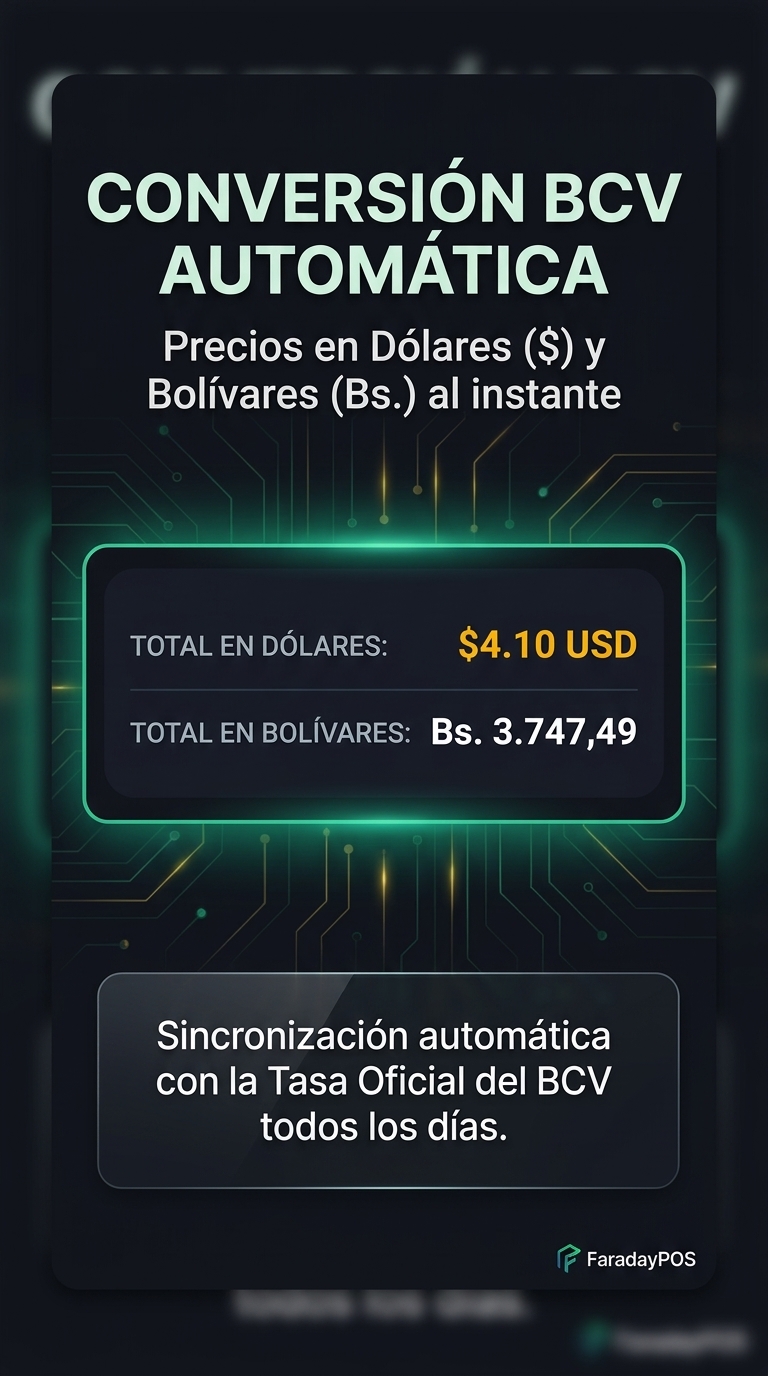 CONVERSIÓN BCV
AUTOMÁTICA
Precios en Dólares ($) y
Bolívares (Bs.) al instante
TOTAL EN DÓLARES: $4.10 USD
TOTAL EN BOLÍVARES: Bs. 3.747,49
Sincronización automática
con la Tasa Oficial del BCV
todos los días.
FaradayPOS